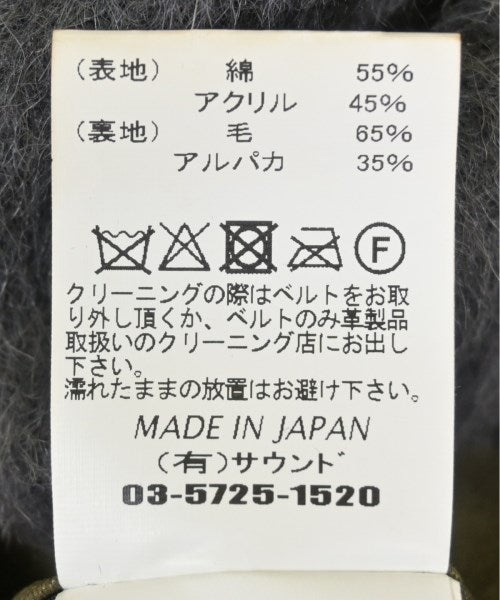 （表地） 綿 55%
アクリル 45%
（裏地） 毛 65%
アルパカ 35%
F
クリーニングの際はベルトをお取
り外し頂くか、ベルトのみ革製品
取扱いのクリーニング店にお出し
下さい。
濡れたままの放置はお避け下さい。
MADE IN JAPAN
（有）サウンド
03-5725-1520